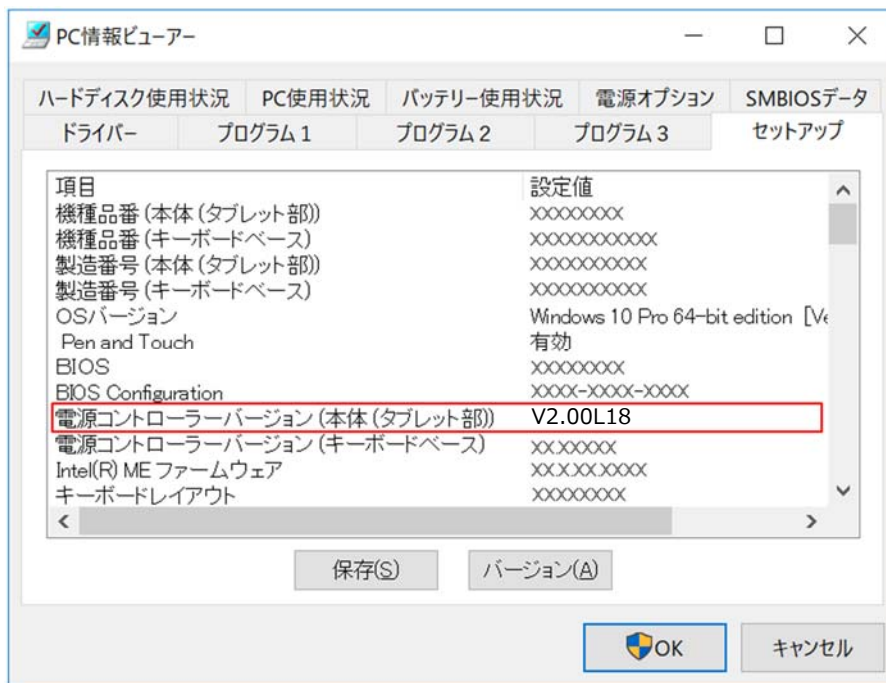 PC情報ビューアー
ハードディスク使用状況 PC使用状況 バッテリー使用状況 電源オプション SMBIOSデータ
ドライバー プログラム1 プログラム2 プログラム3 セットアップ
項目 設定値
機種品番(本体(タブレット部)) XXXXXXXX
機種品番(キーボードベース) XXXXXXXXXXX
製造番号(本体(タブレット部)) XXXXXXXXXX
製造番号(キーボードベース) XXXXXXXXXX
OSバージョン Windows 10 Pro 64-bit edition [Ve
Pen and Touch 有効
BIOS XXXXXXXX
BIOS Configuration XXXX-XXXX-XXXX
電源コントローラーバージョン(本体(タブレット部)) V2.00L18
電源コントローラーバージョン(キーボードベース) XX.XXXXX
Intel(R) ME ファームウェア XX.X.XX.XXXX
キーボードレイアウト XXXXXXXX
保存(S) バージョン(A)
OK キャンセル